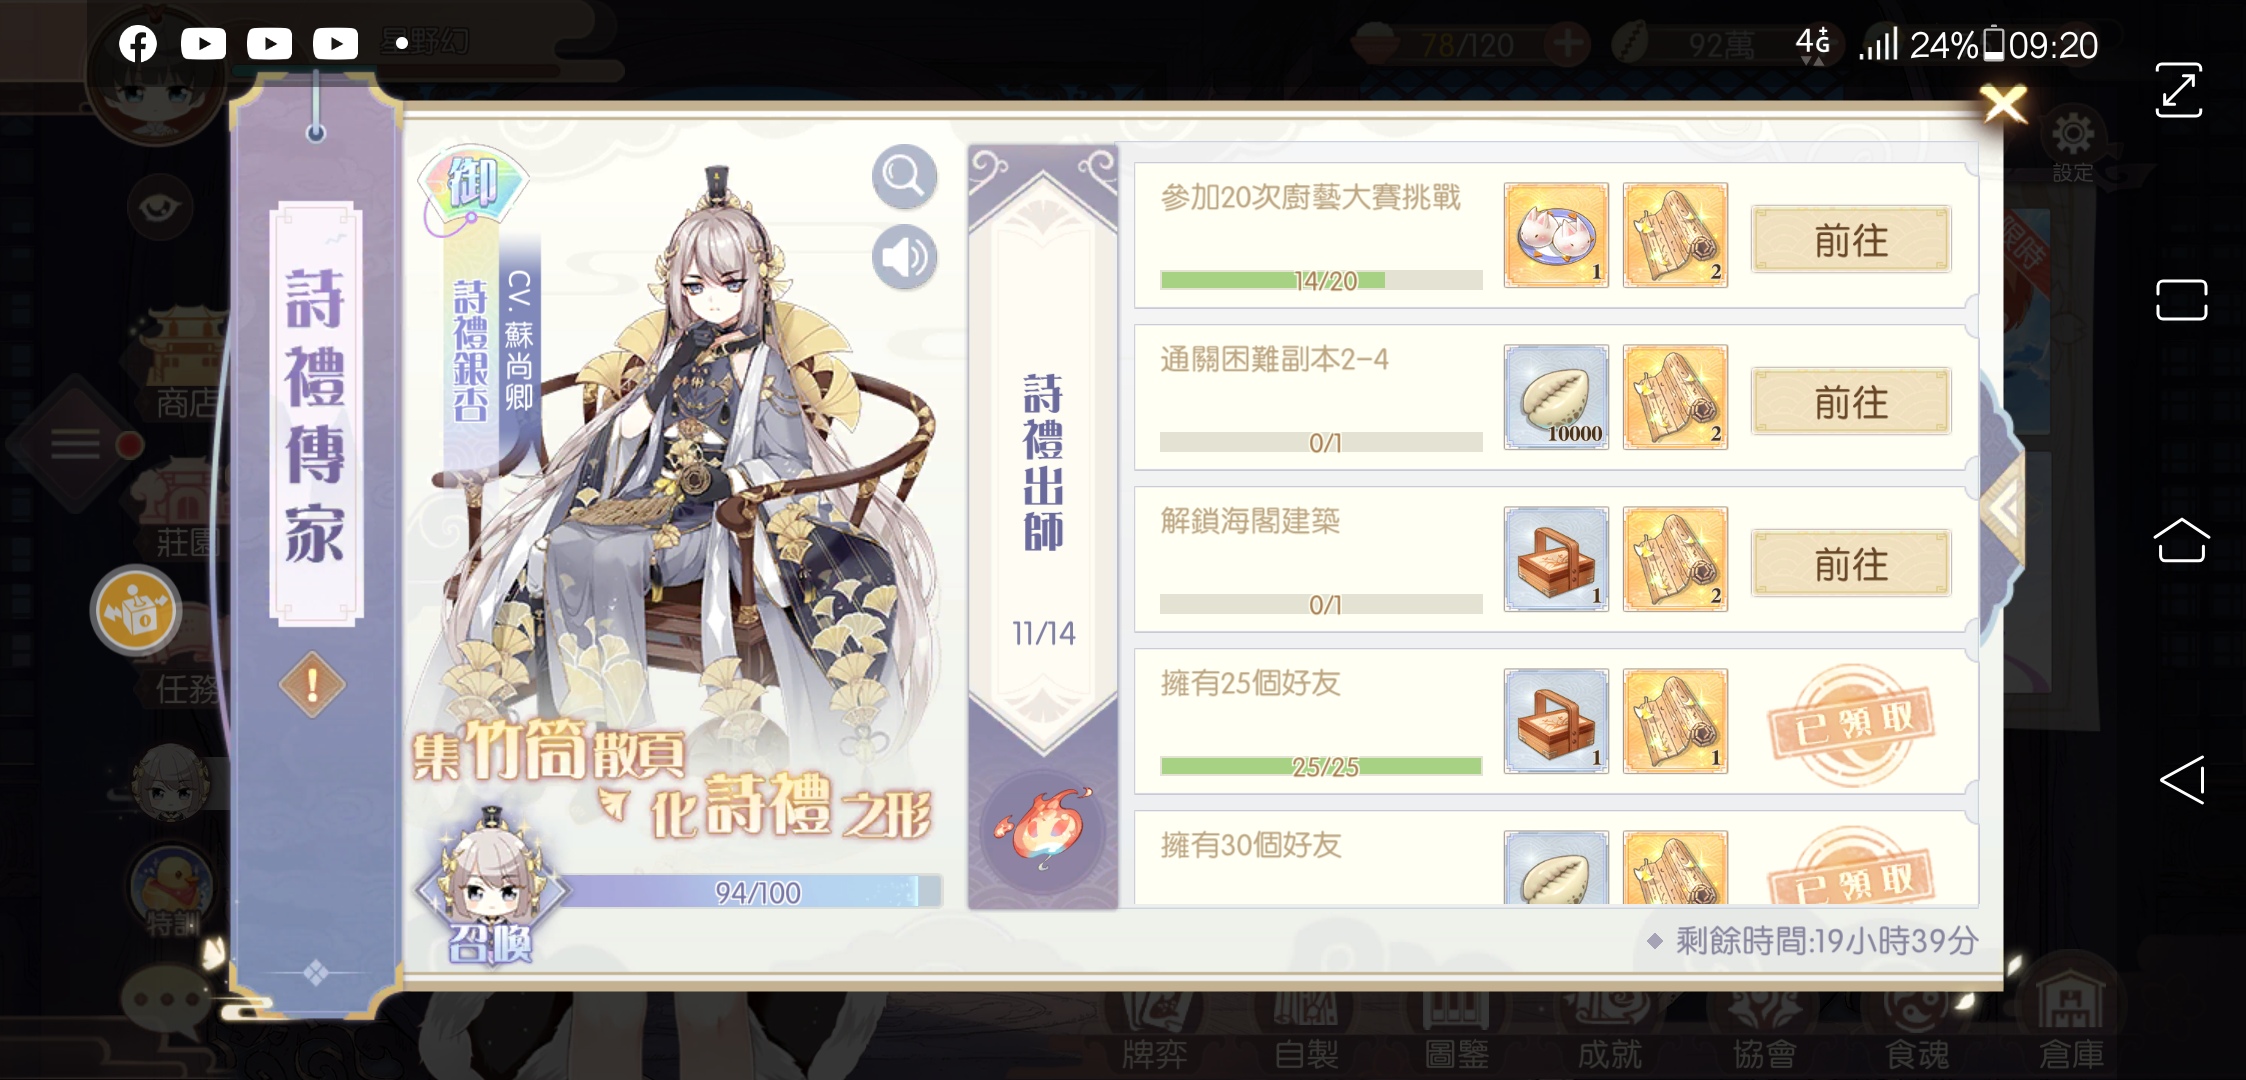 星野幻
78/120
92萬
4G
24%
09:20
設定
限時
商店
莊園
任務
特訓
詩禮傳家
御
詩禮銀杏
CV.蘇尚卿
集竹筒散頁
化詩禮之形
召喚
94/100
詩禮出師
11/14
參加20次廚藝大賽挑戰
14/20
1
2
前往
通關困難副本2-4
0/1
10000
2
前往
解鎖海閣建築
0/1
1
2
前往
擁有25個好友
25/25
1
1
已領取
擁有30個好友
已領取
剩餘時間:19小時39分
牌弈
自製
圖鑒
成就
協會
食魂
倉庫